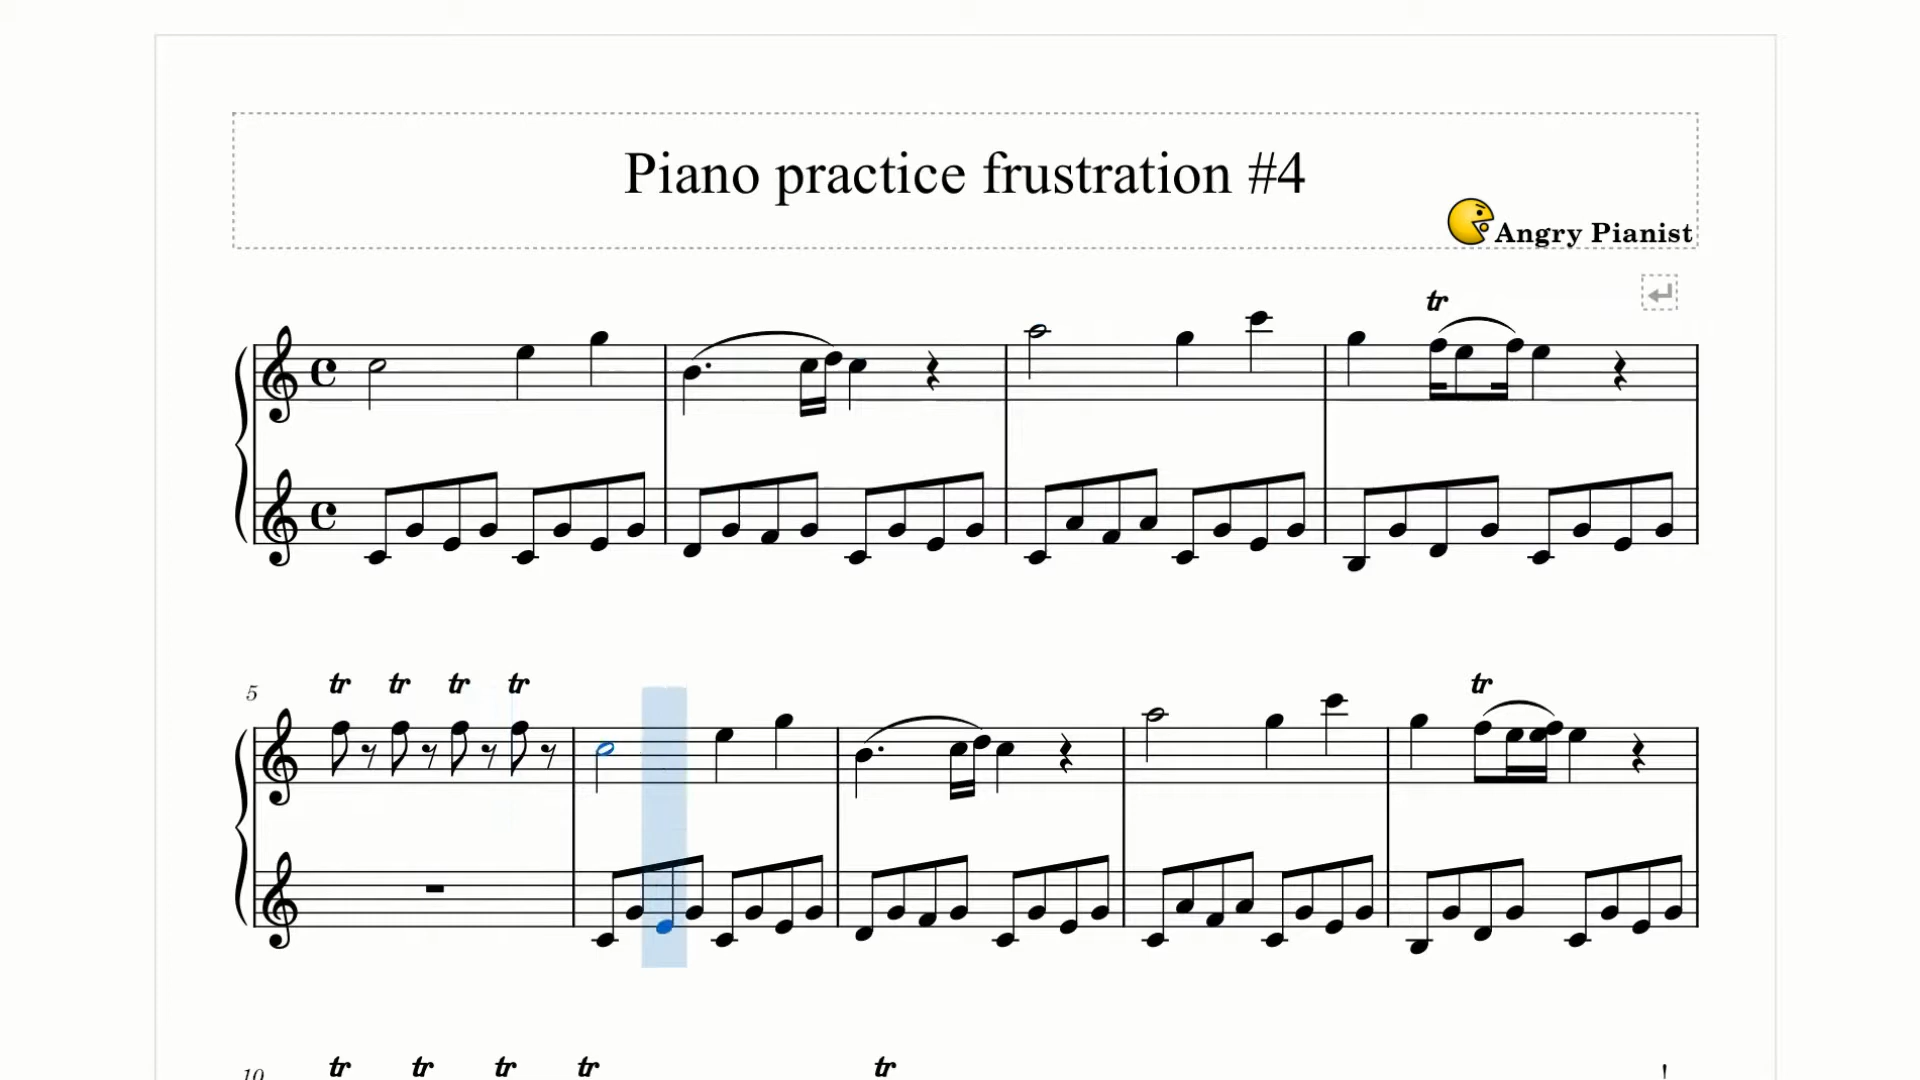 Piano practice frustration #4
Angry Pianist
tr
5
tr tr tr tr
tr
10
tr tr tr tr tr